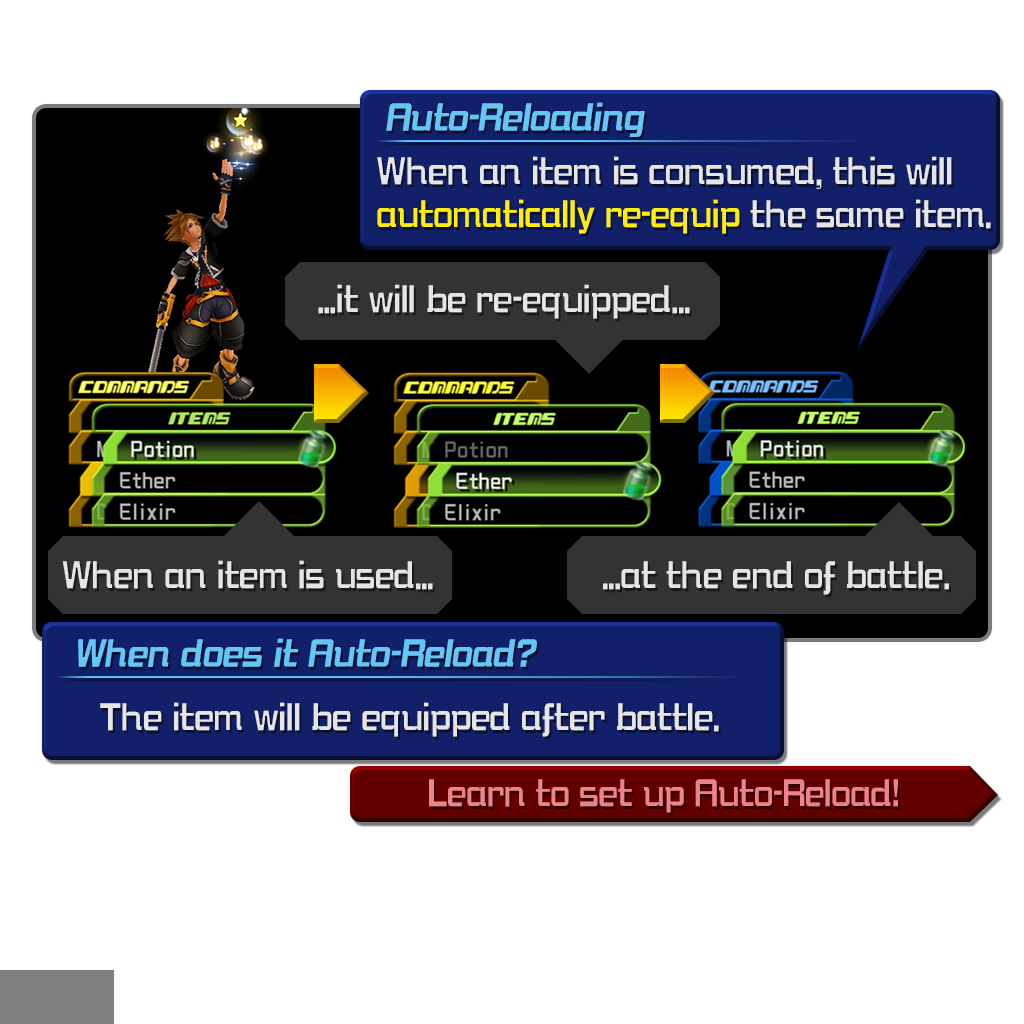 Auto-Reloading
When an item is consumed, this will
automatically re-equip the same item.
...it will be re-equipped...
COMMANDS
ITEMS
Potion
Ether
Elixir
COMMANDS
ITEMS
Potion
Ether
Elixir
COMMANDS
ITEMS
Potion
Ether
Elixir
When an item is used...
...at the end of battle.
When does it Auto-Reload?
The item will be equipped after battle.
Learn to set up Auto-Reload!